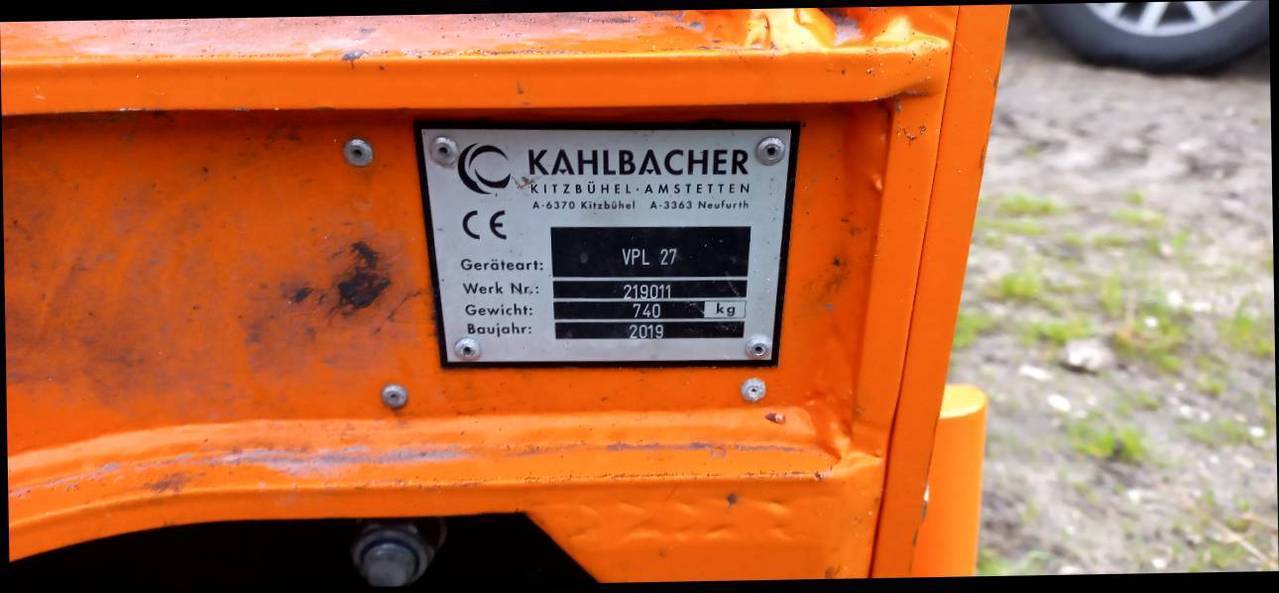 KAHLBACHER
KITZBÜHEL · AMSTETTEN
A-6370 Kitzbühel A-3363 Neufurth
CE
Geräteart: VPL 27
Werk Nr.: 219011
Gewicht: 740 kg
Baujahr: 2019